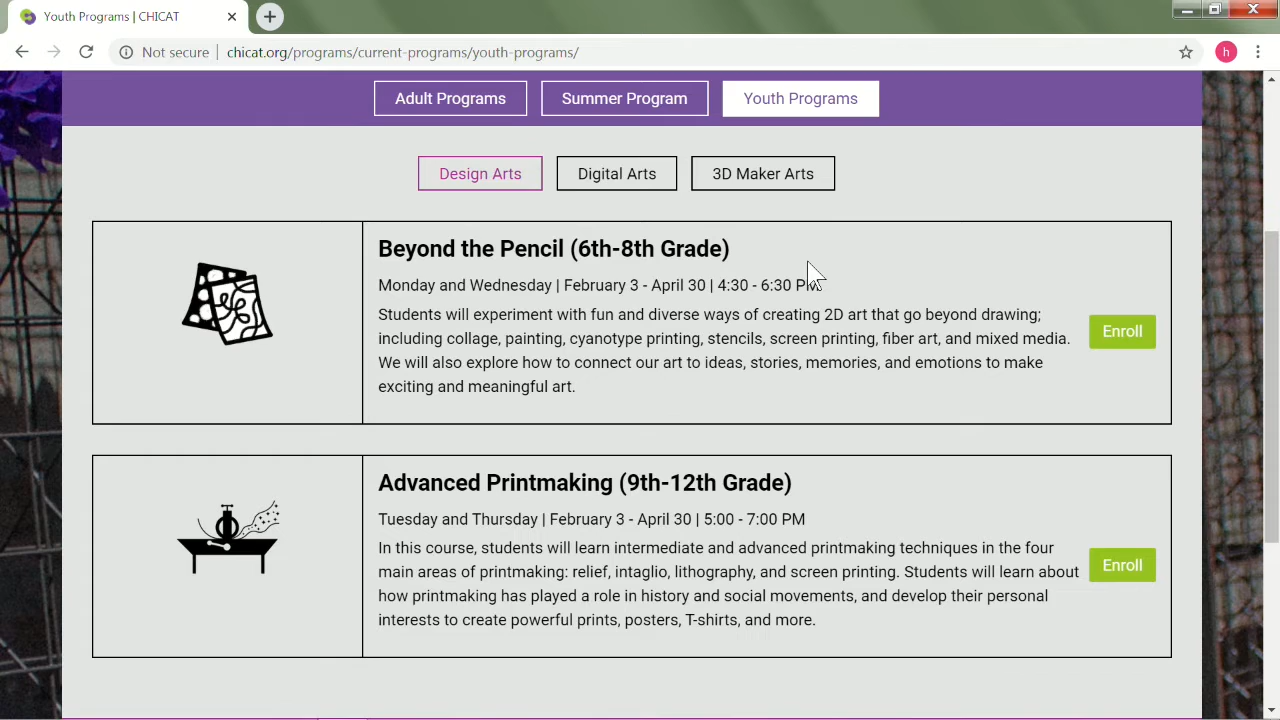 Youth Programs | CHICAT
Not secure
chicat.org/programs/current-programs/youth-programs/
h
Adult Programs
Summer Program
Youth Programs
Design Arts
Digital Arts
3D Maker Arts
Beyond the Pencil (6th-8th Grade)
Monday and Wednesday | February 3 - April 30 | 4:30 - 6:30 PM
Students will experiment with fun and diverse ways of creating 2D art that go beyond drawing;
including collage, painting, cyanotype printing, stencils, screen printing, fiber art, and mixed media.
We will also explore how to connect our art to ideas, stories, memories, and emotions to make
exciting and meaningful art.
Enroll
Advanced Printmaking (9th-12th Grade)
Tuesday and Thursday | February 3 - April 30 | 5:00 - 7:00 PM
In this course, students will learn intermediate and advanced printmaking techniques in the four
main areas of printmaking: relief, intaglio, lithography, and screen printing. Students will learn about
how printmaking has played a role in history and social movements, and develop their personal
interests to create powerful prints, posters, T-shirts, and more.
Enroll